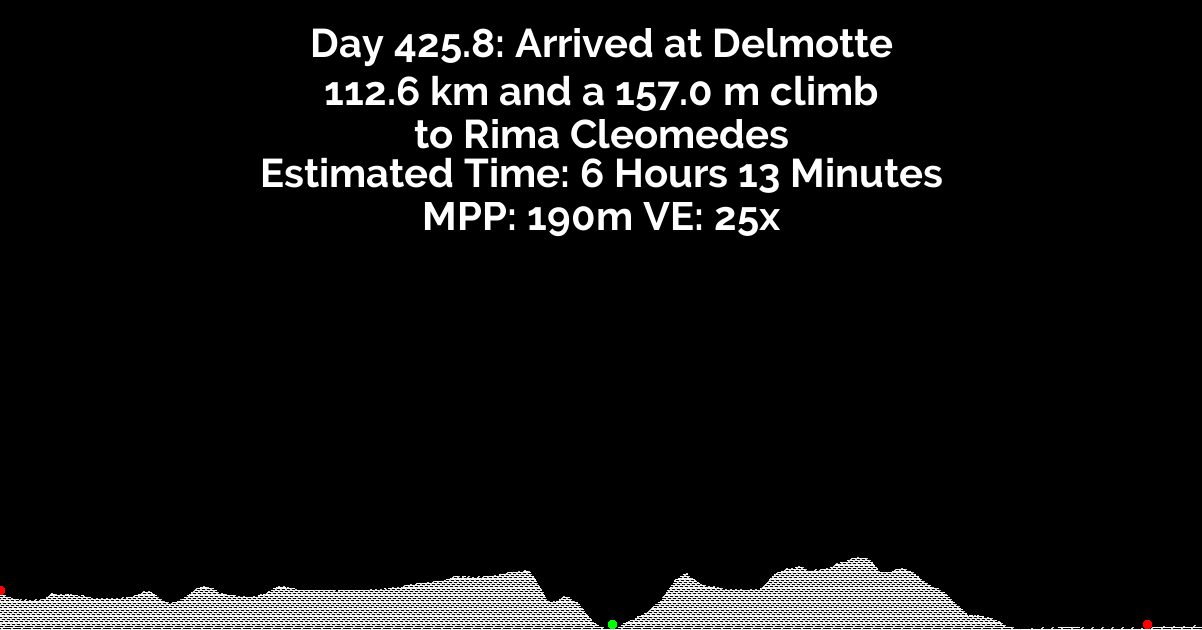 Day 425.8: Arrived at Delmotte
112.6 km and a 157.0 m climb
to Rima Cleomedes
Estimated Time: 6 Hours 13 Minutes
MPP: 190m VE: 25x